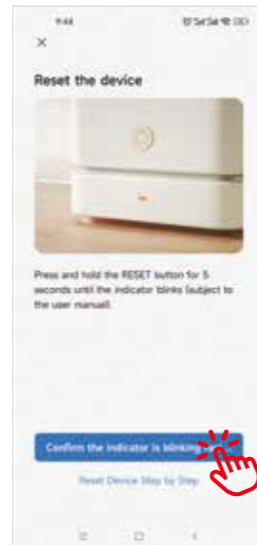 9:44
Reset the device
Press and hold the RESET button for 5
seconds until the indicator blinks (subject to
the user manual).
Confirm the indicator is blinking
Reset Device Step by Step